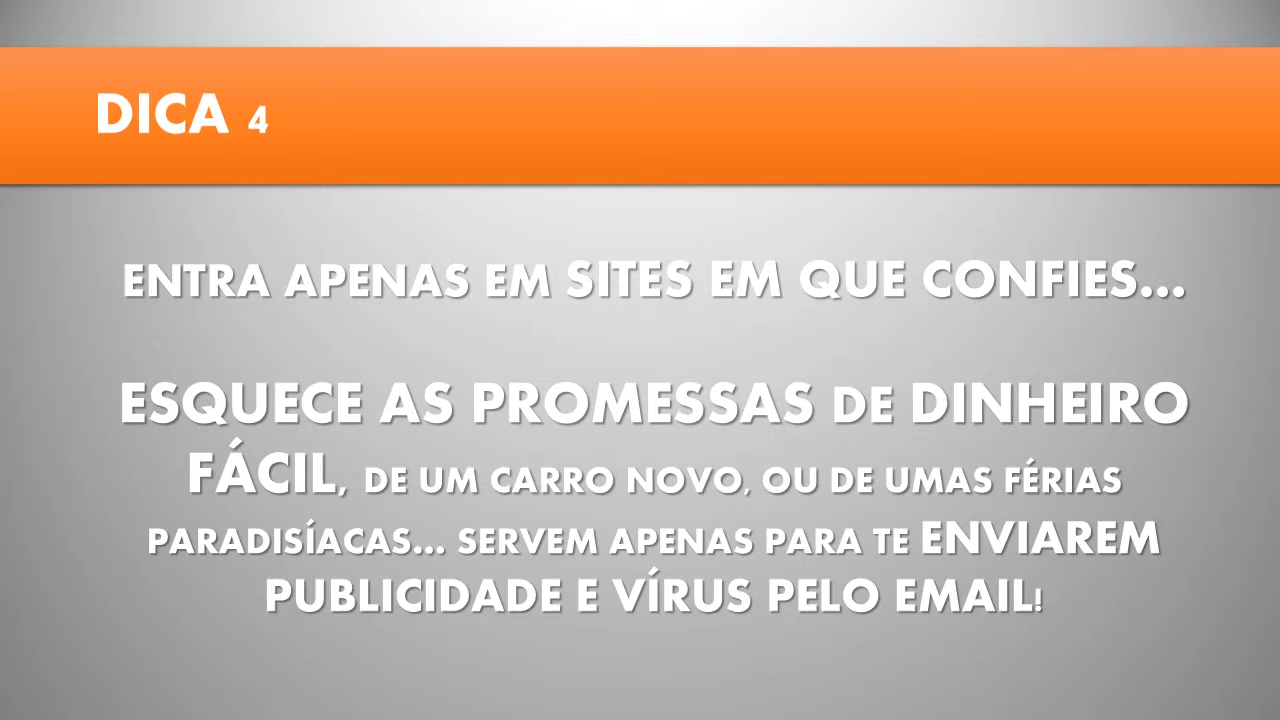 DICA 4
ENTRA APENAS EM SITES EM QUE CONFIES...
ESQUECE AS PROMESSAS DE DINHEIRO
FÁCIL, DE UM CARRO NOVO, OU DE UMAS FÉRIAS
PARADISÍACAS... SERVEM APENAS PARA TE ENVIAREM
PUBLICIDADE E VÍRUS PELO EMAIL!